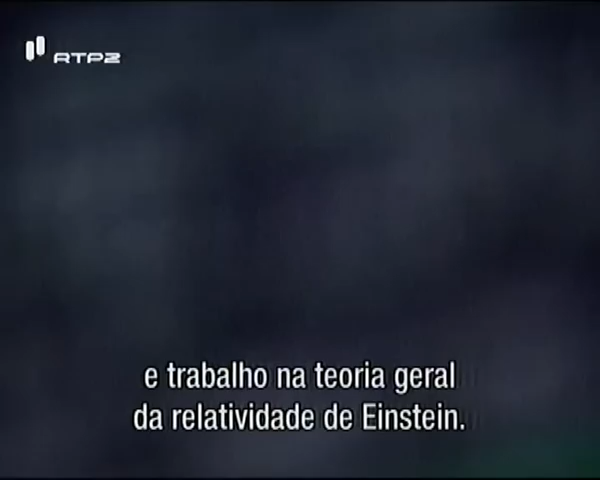 RTP2
e trabalho na teoria geral
da relatividade de Einstein.